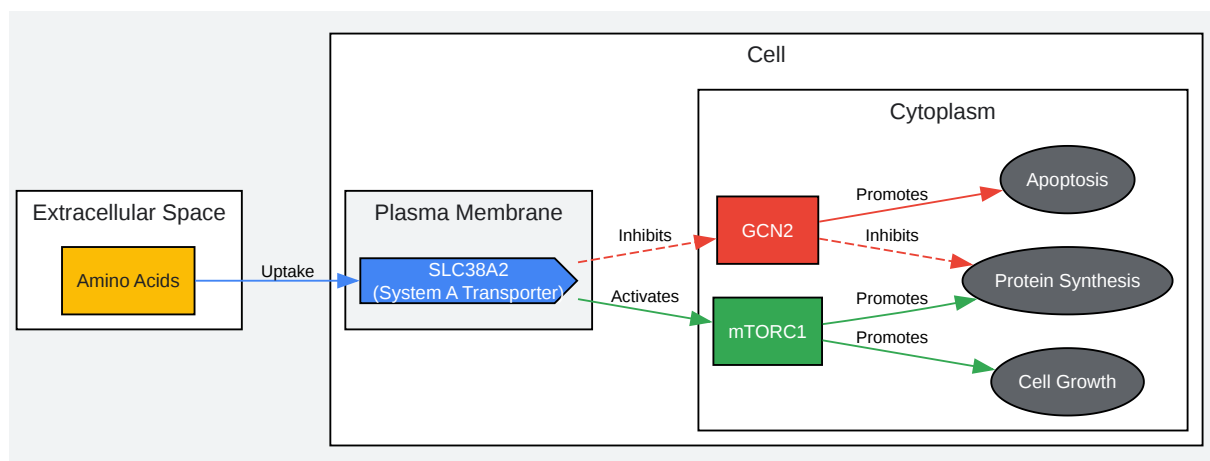 Cell
Cytoplasm
Extracellular Space
Amino Acids
Uptake
Plasma Membrane
SLC38A2
(System A Transporter)
Inhibits
Activates
GCN2
mTORC1
Promotes
Inhibits
Promotes
Promotes
Apoptosis
Protein Synthesis
Cell Growth